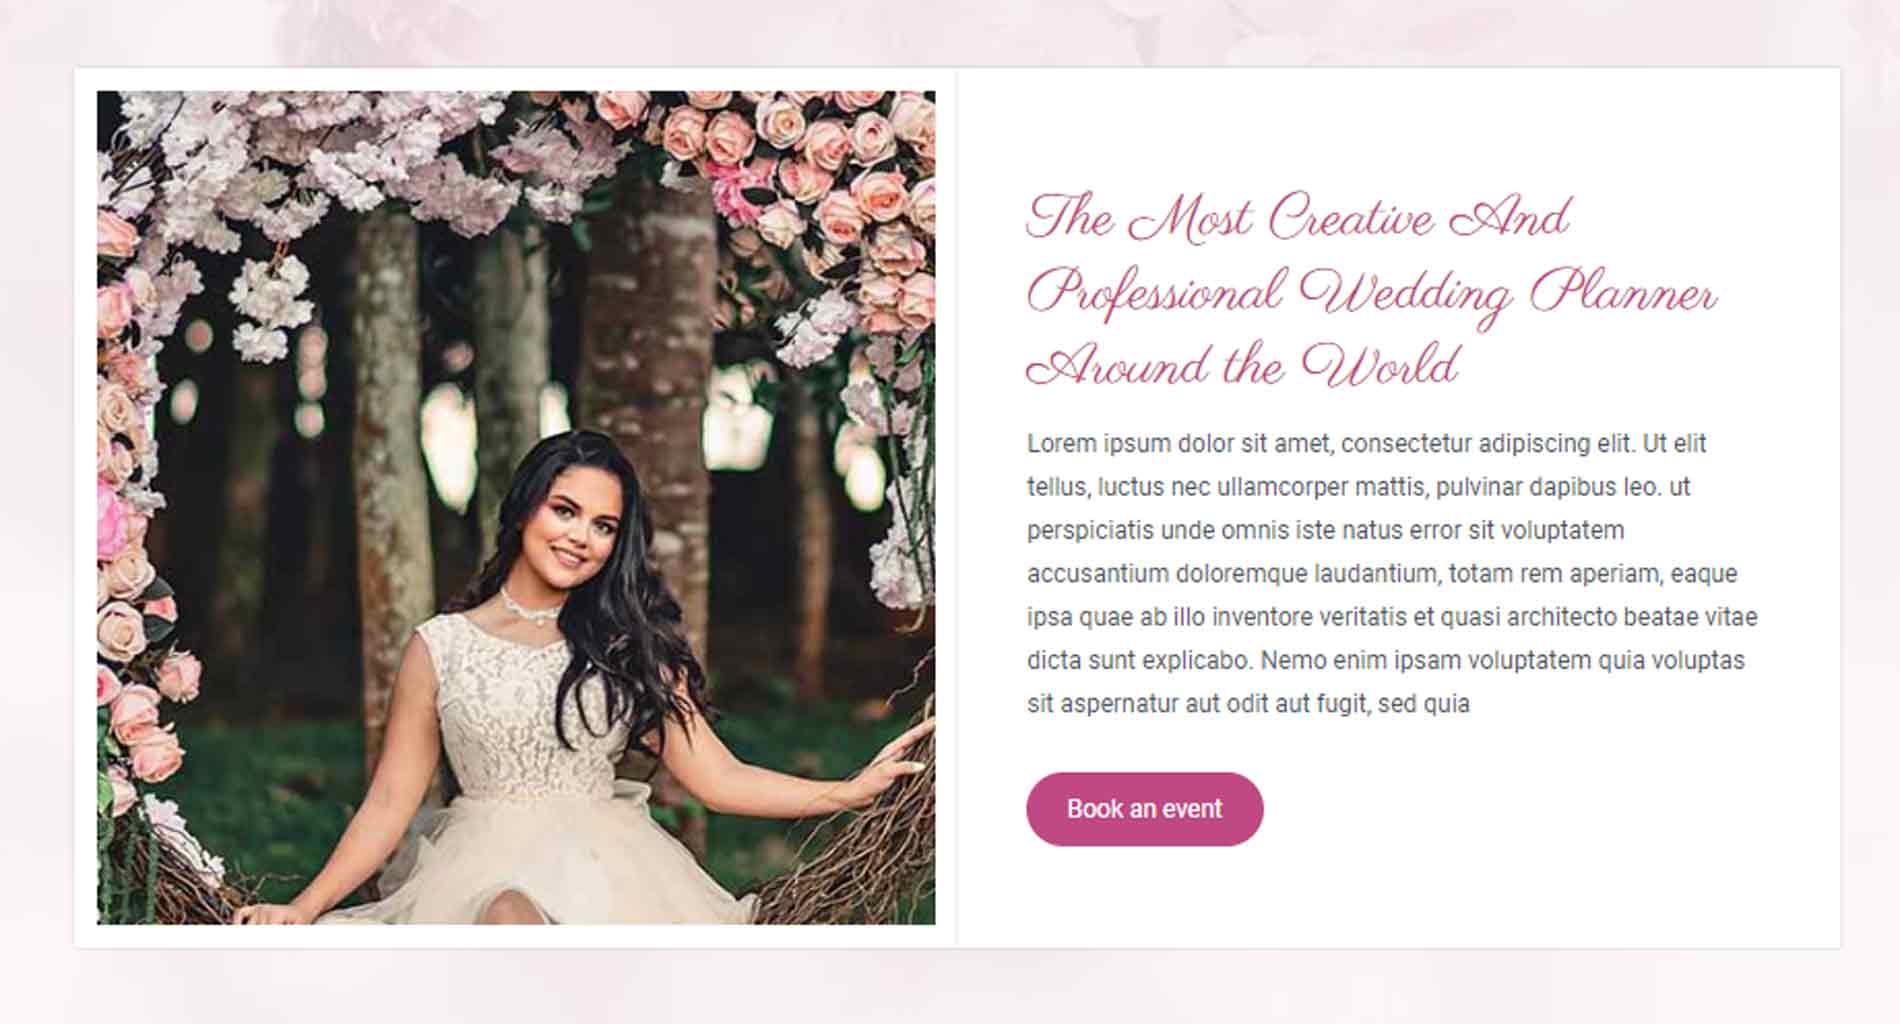 The Most Creative And
Professional Wedding Planner
Around the World
Lorem ipsum dolor sit amet, consectetur adipiscing elit. Ut elit
tellus, luctus nec ullamcorper mattis, pulvinar dapibus leo. ut
perspiciatis unde omnis iste natus error sit voluptatem
accusantium doloremque laudantium, totam rem aperiam, eaque
ipsa quae ab illo inventore veritatis et quasi architecto beatae vitae
dicta sunt explicabo. Nemo enim ipsam voluptatem quia voluptas
sit aspernatur aut odit aut fugit, sed quia
Book an event